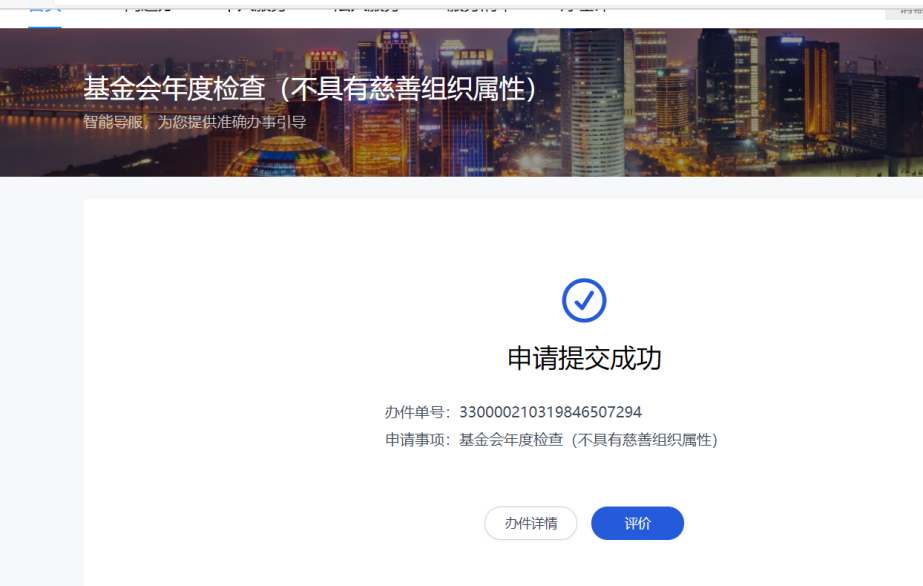 基金会年度检查（不具有慈善组织属性）
智能导服，为您提供准确办事引导
申请提交成功
办件单号：330000210319846507294
申请事项：基金会年度检查（不具有慈善组织属性）
办件详情 评价